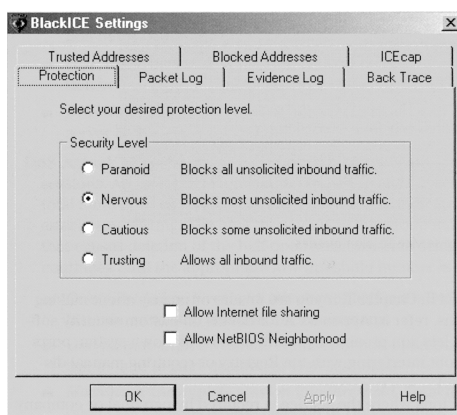 BlackICE Settings
Trusted Addresses Blocked Addresses ICEcap
Protection Packet Log Evidence Log Back Trace
Select your desired protection level.
Security Level
Paranoid Blocks all unsolicited inbound traffic.
Nervous Blocks most unsolicited inbound traffic.
Cautious Blocks some unsolicited inbound traffic.
Trusting Allows all inbound traffic.
Allow Internet file sharing
Allow NetBIOS Neighborhood
OK Cancel Apply Help